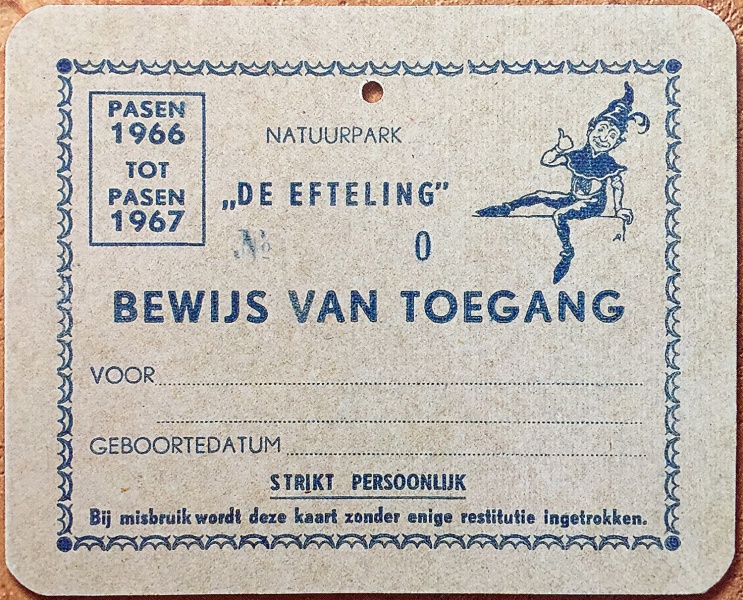 PASEN
1966
TOT
PASEN
1967
NATUURPARK
„DE EFTELING”
№ 0
BEWIJS VAN TOEGANG
VOOR
GEBOORTEDATUM
STRIKT PERSOONLIJK
Bij misbruik wordt deze kaart zonder enige restitutie ingetrokken.